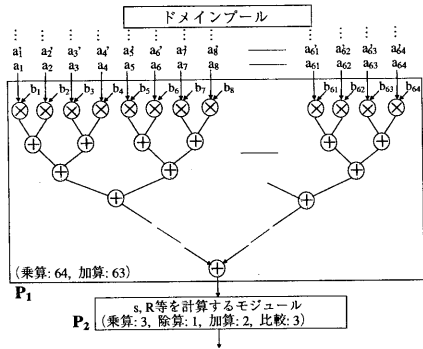 ドメインプール
a₁' a₂' a₃' a₄' a₅' a₆' a₇' a₈' a₆₁' a₆₂' a₆₃' a₆₄'
a₁ a₂ a₃ a₄ a₅ a₆ a₇ a₈ a₆₁ a₆₂ a₆₃ a₆₄
b₁ b₂ b₃ b₄ b₅ b₆ b₇ b₈ b₆₁ b₆₂ b₆₃ b₆₄
(乗算: 64, 加算: 63)
P₁
s, R等を計算するモジュール
P₂ (乗算: 3, 除算: 1, 加算: 2, 比較: 3)